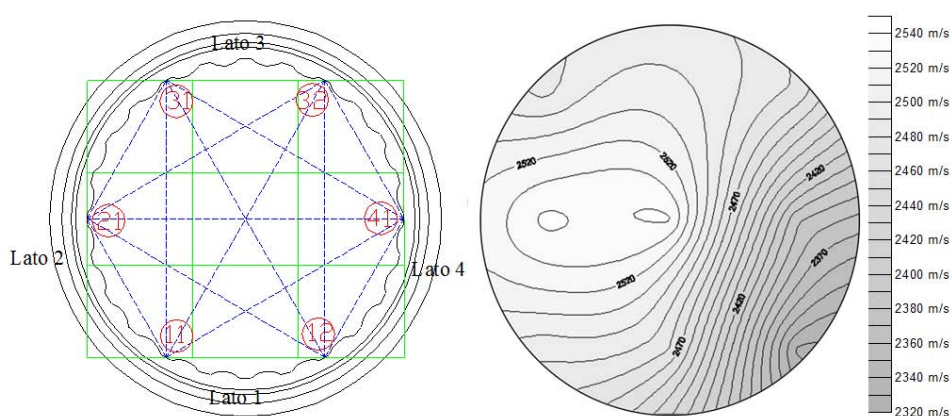 Lato 3
31
32
21
41
Lato 2
Lato 4
11
12
Lato 1
2520
2520
2470
2420
2370
2520
2420
2470
2540 m/s
2520 m/s
2500 m/s
2480 m/s
2460 m/s
2440 m/s
2420 m/s
2400 m/s
2380 m/s
2360 m/s
2340 m/s
2320 m/s